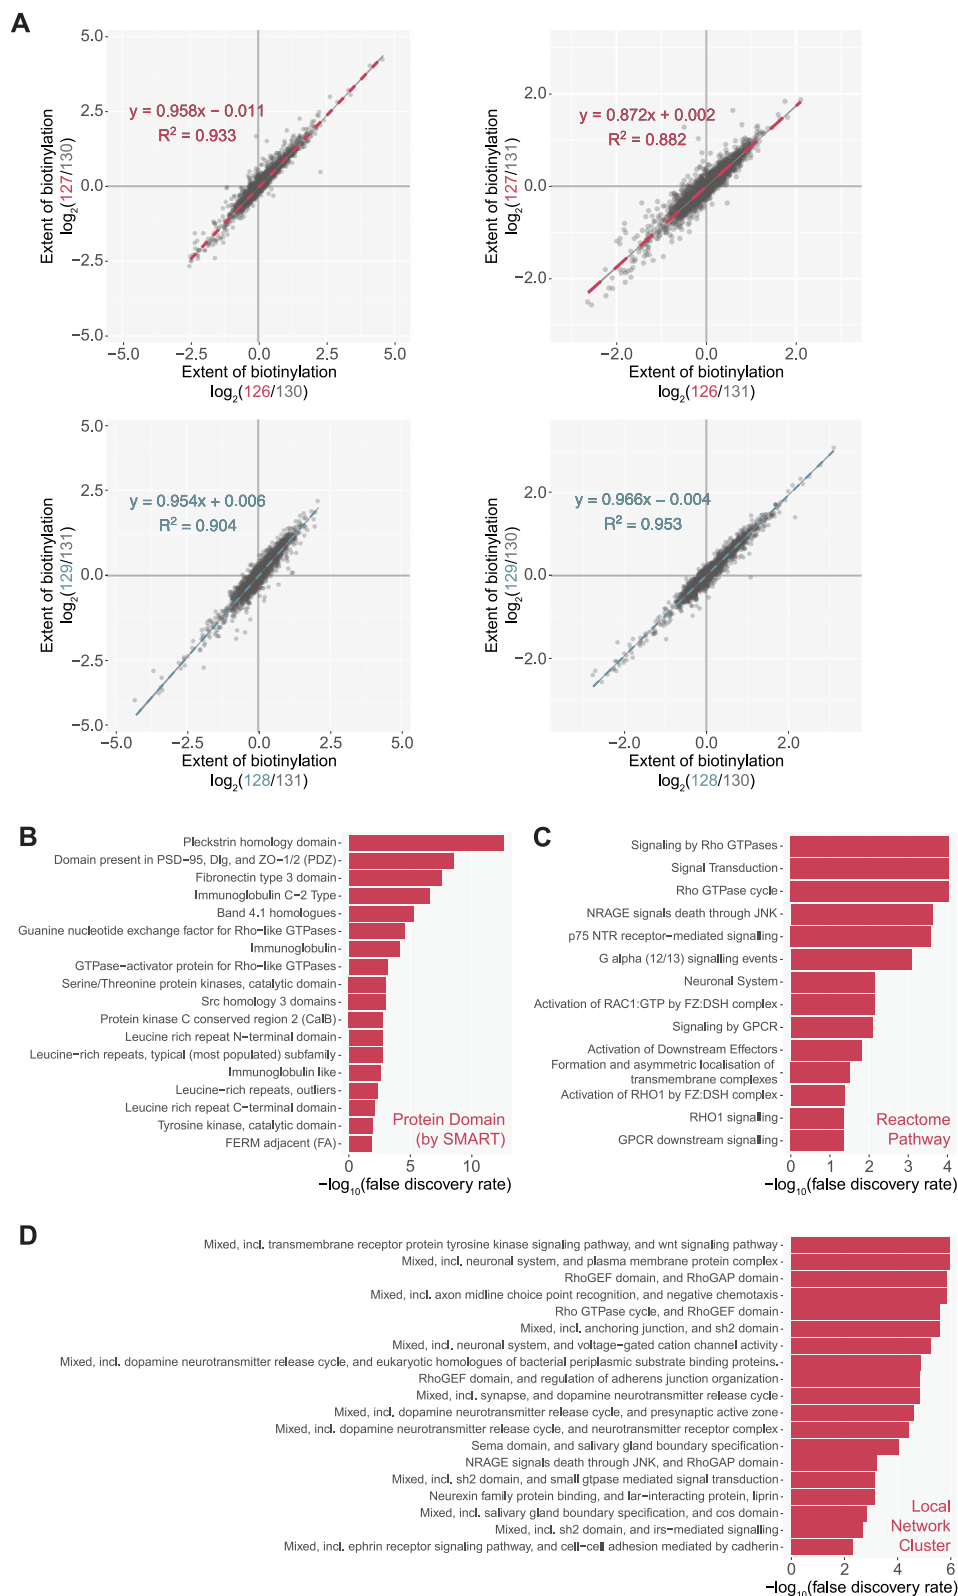 A
5.0
2.5
0.0
−2.5
−5.0
Extent of biotinylation
log2(127/130)
y = 0.958x − 0.011
R2 = 0.933
−5.0 −2.5 0.0 2.5 5.0
Extent of biotinylation
log2(126/130)
2.0
0.0
−2.0
Extent of biotinylation
log2(127/131)
y = 0.872x + 0.002
R2 = 0.882
−2.0 0.0 2.0
Extent of biotinylation
log2(126/131)
5.0
2.5
0.0
−2.5
−5.0
Extent of biotinylation
log2(129/131)
y = 0.954x + 0.006
R2 = 0.904
−5.0 −2.5 0.0 2.5 5.0
Extent of biotinylation
log2(128/131)
2.0
0.0
−2.0
Extent of biotinylation
log2(129/130)
y = 0.966x − 0.004
R2 = 0.953
−2.0 0.0 2.0
Extent of biotinylation
log2(128/130)
B
Pleckstrin homology domain
Domain present in PSD−95, Dlg, and ZO−1/2 (PDZ)
Fibronectin type 3 domain
Immunoglobulin C−2 Type
Band 4.1 homologues
Guanine nucleotide exchange factor for Rho−like GTPases
Immunoglobulin
GTPase−activator protein for Rho−like GTPases
Serine/Threonine protein kinases, catalytic domain
Src homology 3 domains
Protein kinase C conserved region 2 (CalB)
Leucine rich repeat N−terminal domain
Leucine−rich repeats, typical (most populated) subfamily
Immunoglobulin like
Leucine−rich repeats, outliers
Leucine rich repeat C−terminal domain
Tyrosine kinase, catalytic domain
FERM adjacent (FA)
Protein Domain
(by SMART)
0 5 10
−log10(false discovery rate)
C
Signaling by Rho GTPases
Signal Transduction
Rho GTPase cycle
NRAGE signals death through JNK
p75 NTR receptor−mediated signalling
G alpha (12/13) signalling events
Neuronal System
Activation of RAC1:GTP by FZ:DSH complex
Signaling by GPCR
Activation of Downstream Effectors
Formation and asymmetric localisation of
transmembrane complexes
Activation of RHO1 by FZ:DSH complex
RHO1 signalling
GPCR downstream signalling
Reactome
Pathway
0 1 2 3 4
−log10(false discovery rate)
D
Mixed, incl. transmembrane receptor protein tyrosine kinase signaling pathway, and wnt signaling pathway
Mixed, incl. neuronal system, and plasma membrane protein complex
RhoGEF domain, and RhoGAP domain
Mixed, incl. axon midline choice point recognition, and negative chemotaxis
Rho GTPase cycle, and RhoGEF domain
Mixed, incl. anchoring junction, and sh2 domain
Mixed, incl. neuronal system, and voltage−gated cation channel activity
Mixed, incl. dopamine neurotransmitter release cycle, and eukaryotic homologues of bacterial periplasmic substrate binding proteins.
RhoGEF domain, and regulation of adherens junction organization
Mixed, incl. synapse, and dopamine neurotransmitter release cycle
Mixed, incl. dopamine neurotransmitter release cycle, and presynaptic active zone
Mixed, incl. dopamine neurotransmitter release cycle, and neurotransmitter receptor complex
Sema domain, and salivary gland boundary specification
NRAGE signals death through JNK, and RhoGAP domain
Mixed, incl. sh2 domain, and small gtpase mediated signal transduction
Neurexin family protein binding, and lar−interacting protein, liprin
Mixed, incl. salivary gland boundary specification, and cos domain
Mixed, incl. sh2 domain, and irs−mediated signalling
Mixed, incl. ephrin receptor signaling pathway, and cell−cell adhesion mediated by cadherin
Local
Network
Cluster
0 2 4 6
−log10(false discovery rate)